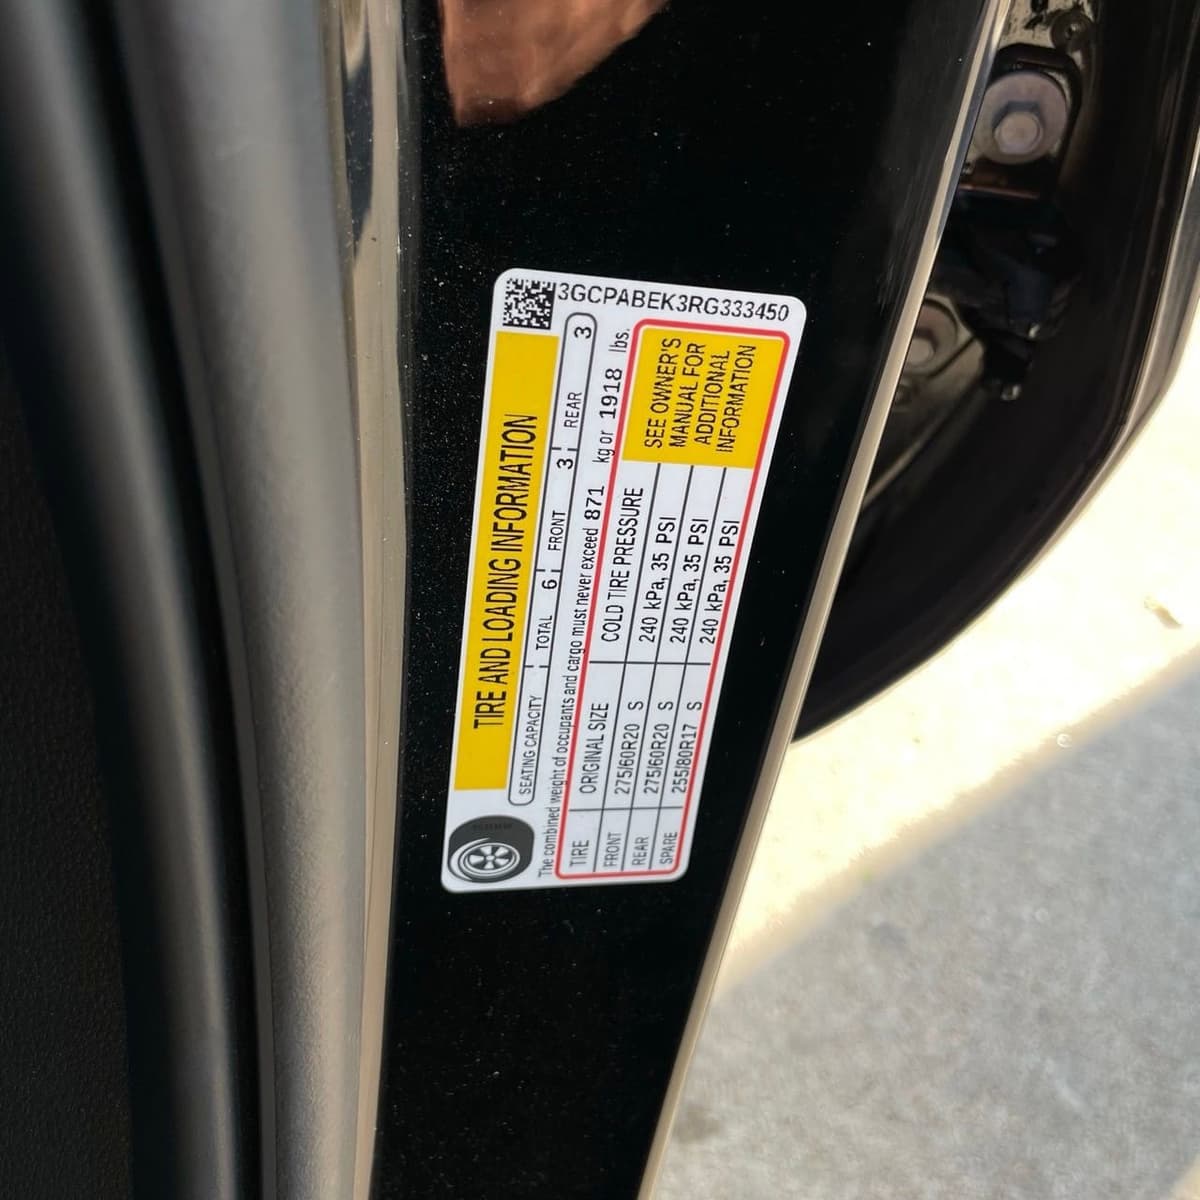 3GCPABEK3RG333450
TIRE AND LOADING INFORMATION
SEATING CAPACITY TOTAL 6 FRONT 3 REAR 3
The combined weight of occupants and cargo must never exceed 871 kg or 1918 lbs.
TIRE ORIGINAL SIZE COLD TIRE PRESSURE
FRONT 275/60R20 S 240 kPa, 35 PSI
REAR 275/60R20 S 240 kPa, 35 PSI
SPARE 255/80R17 S 240 kPa, 35 PSI
SEE OWNER'S
MANUAL FOR
ADDITIONAL
INFORMATION